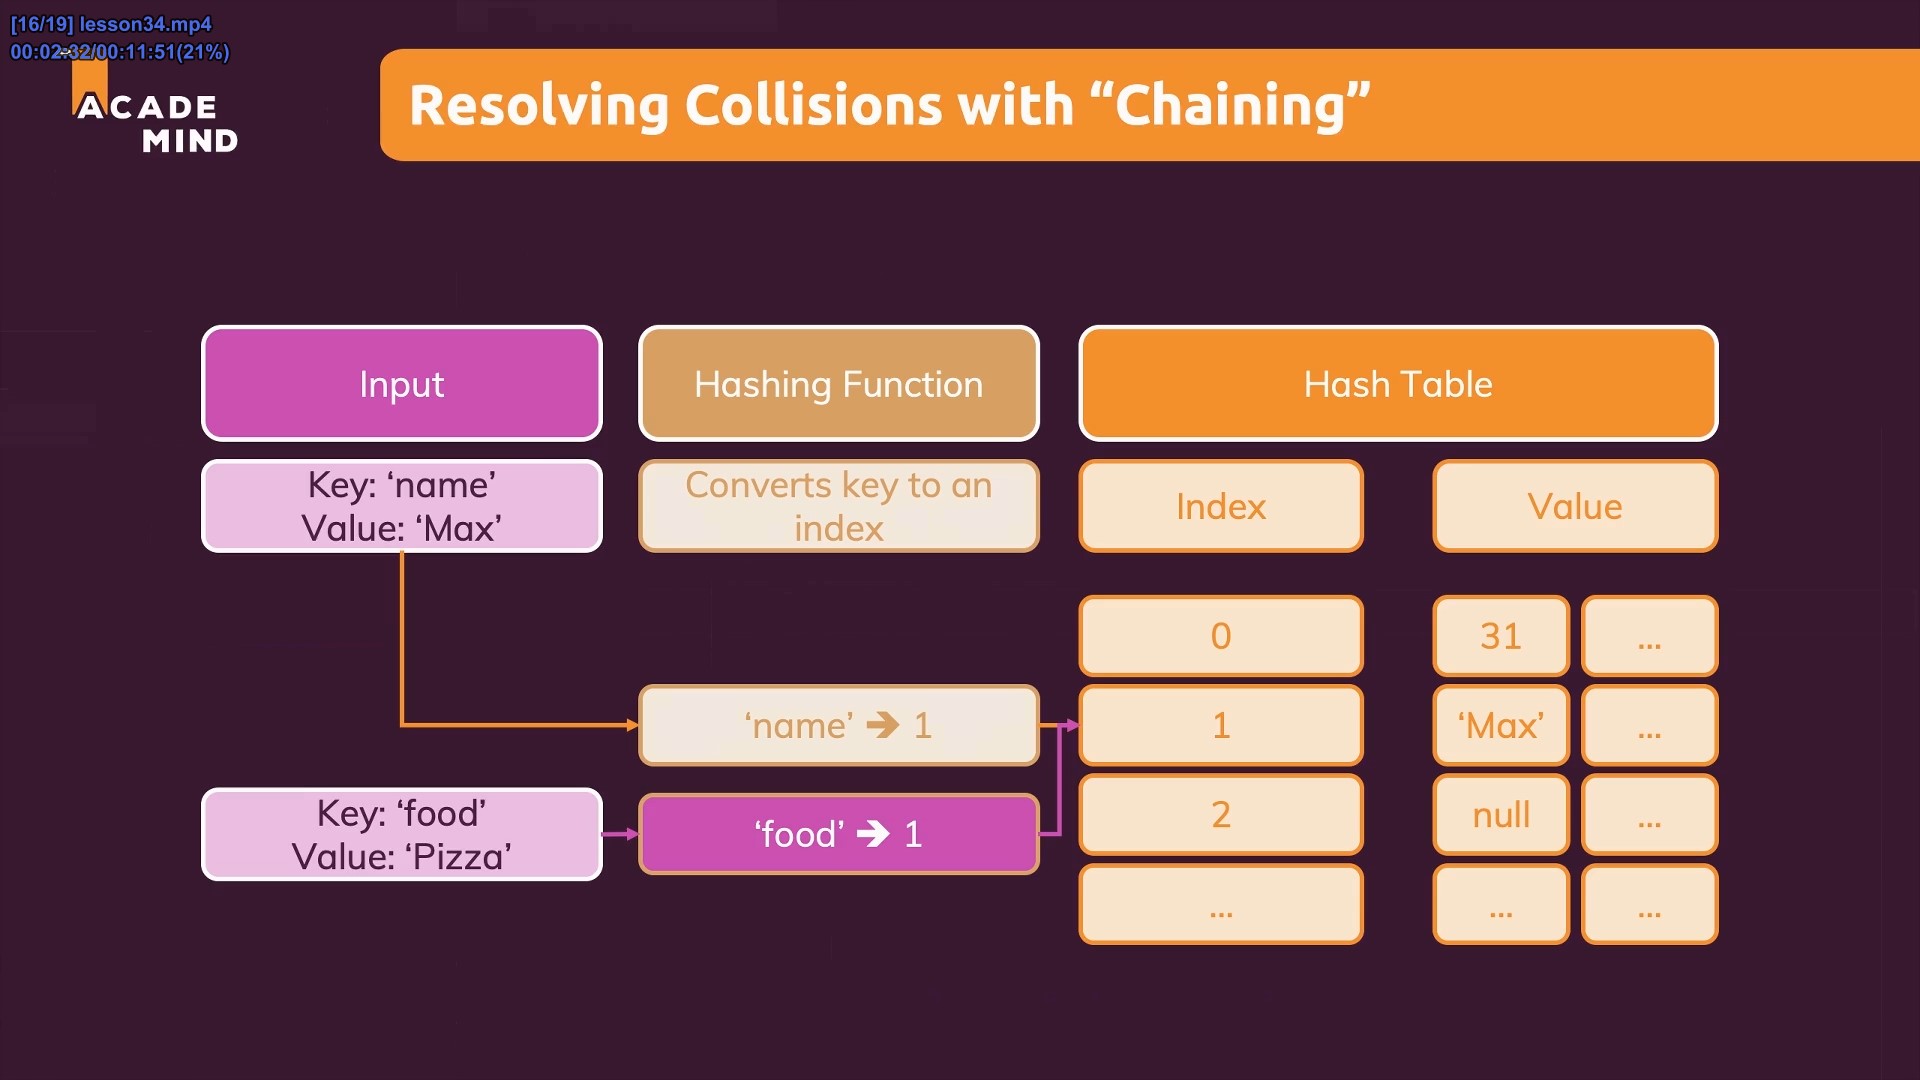 [16/19] lesson34.mp4
00:02:32/00:11:51(21%)
ACADE
MIND
Resolving Collisions with “Chaining”
Input
Hashing Function
Hash Table
Key: ‘name’
Value: ‘Max’
Converts key to an
index
Index
Value
0
31
...
‘name’ ➔ 1
1
‘Max’
...
Key: ‘food’
Value: ‘Pizza’
‘food’ ➔ 1
2
null
...
...
...
...